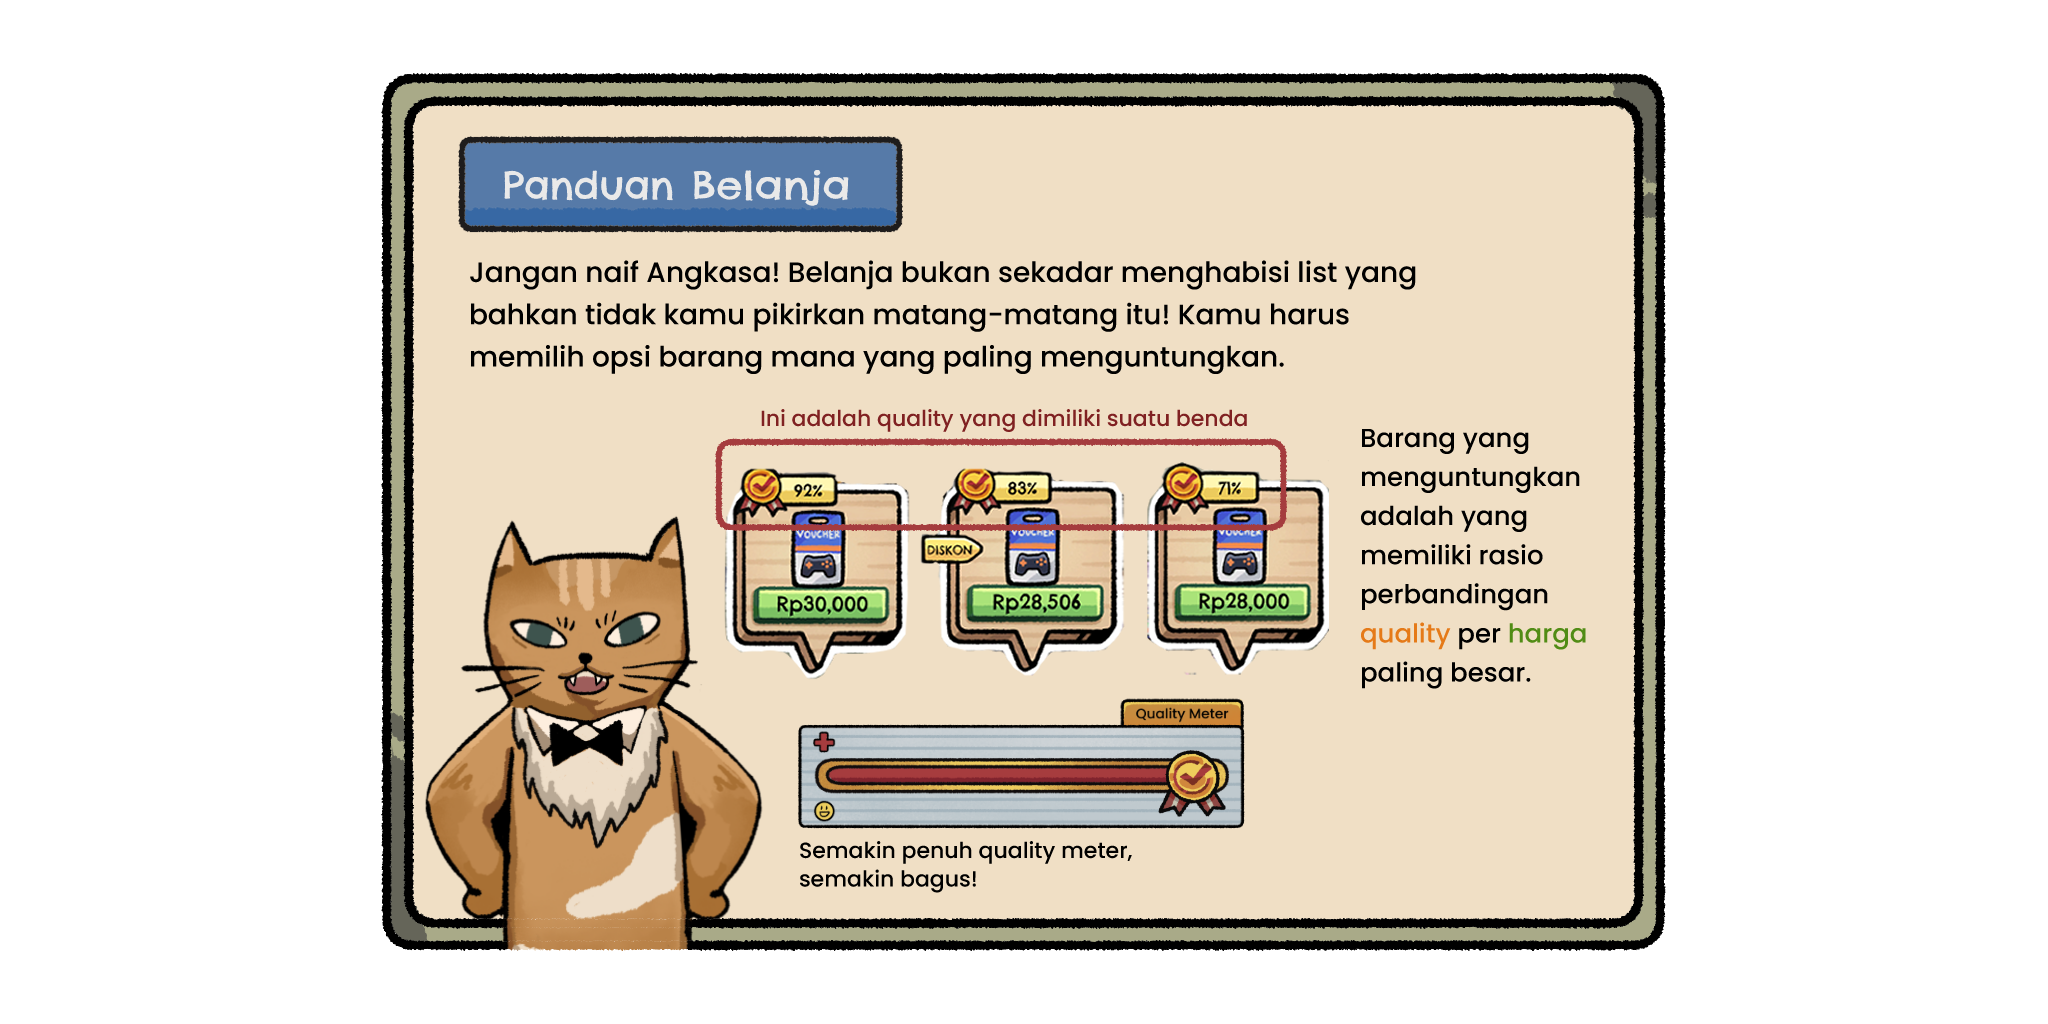 Panduan Belanja
Jangan naif Angkasa! Belanja bukan sekadar menghabisi list yang
bahkan tidak kamu pikirkan matang-matang itu! Kamu harus
memilih opsi barang mana yang paling menguntungkan.
Ini adalah quality yang dimiliki suatu benda
92%
83%
71%
VOUCHER
VOUCHER
VOUCHER
DISKON
Rp30,000
Rp28,506
Rp28,000
Barang yang
menguntungkan
adalah yang
memiliki rasio
perbandingan
quality per harga
paling besar.
Quality Meter
Semakin penuh quality meter,
semakin bagus!